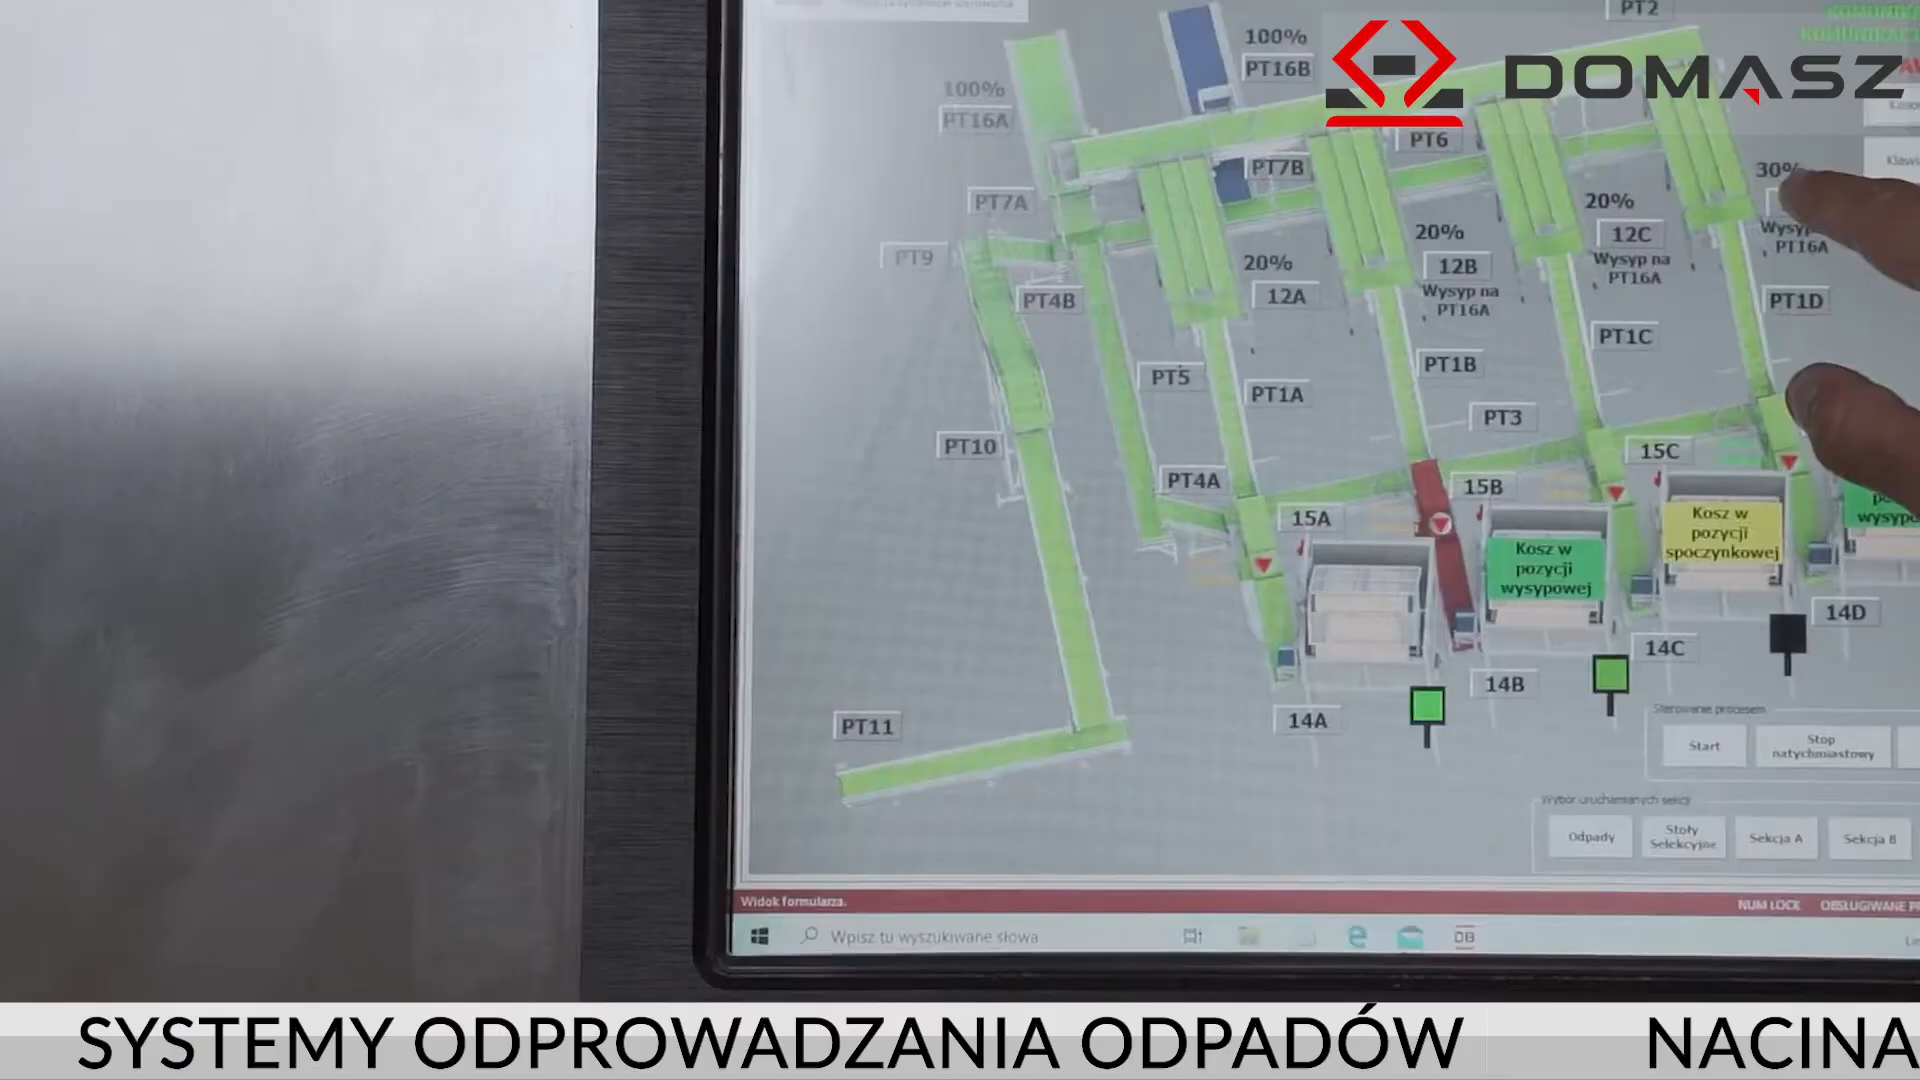 PT2
100%
PT16B
DOMASZ
100%
PT16A
PT6
PT7B
30%
PT7A
20%
12C
Wysyp na
PT16A
PT16A
20%
12B
Wysyp na
PT16A
PT9
20%
12A
PT4B
PT1D
PT1C
PT5
PT1B
PT1A
PT3
PT10
15C
PT4A
15B
15A
Kosz w
pozycji
spoczynkowej
Kosz w
pozycji
wysypowej
14D
14C
14B
14A
PT11
Sterowanie procesem
Start
Stop
natychmiastowy
Wybór uruchamianych sekcji
Odpady
Stoły
Selekcyjne
Sekcja A
Sekcja B
Widok formularza.
NUM LOCK
Wpisz tu wyszukiwane słowa
SYSTEMY ODPROWADZANIA ODPADÓW
NACINA